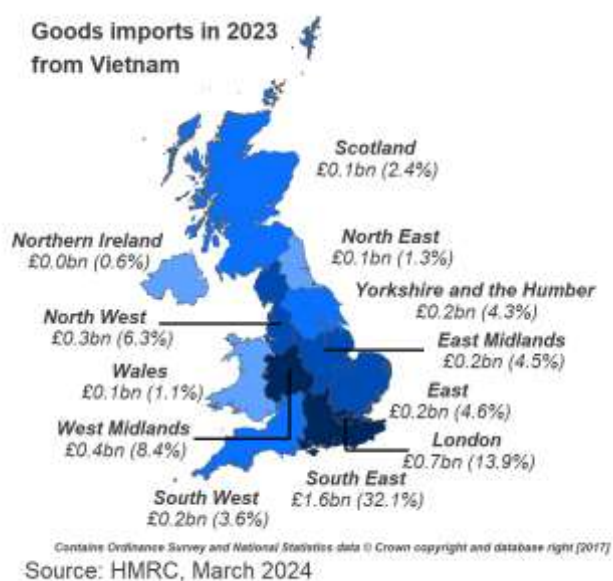 Goods imports in 2023
from Vietnam
Scotland
£0.1bn (2.4%)
Northern Ireland
£0.0bn (0.6%)
North East
£0.1bn (1.3%)
Yorkshire and the Humber
£0.2bn (4.3%)
North West
£0.3bn (6.3%)
East Midlands
£0.2bn (4.5%)
Wales
£0.1bn (1.1%)
East
£0.2bn (4.6%)
West Midlands
£0.4bn (8.4%)
London
£0.7bn (13.9%)
South East
£1.6bn (32.1%)
South West
£0.2bn (3.6%)
Contains Ordinance Survey and National Statistics data © Crown copyright and database right [2017]
Source: HMRC, March 2024